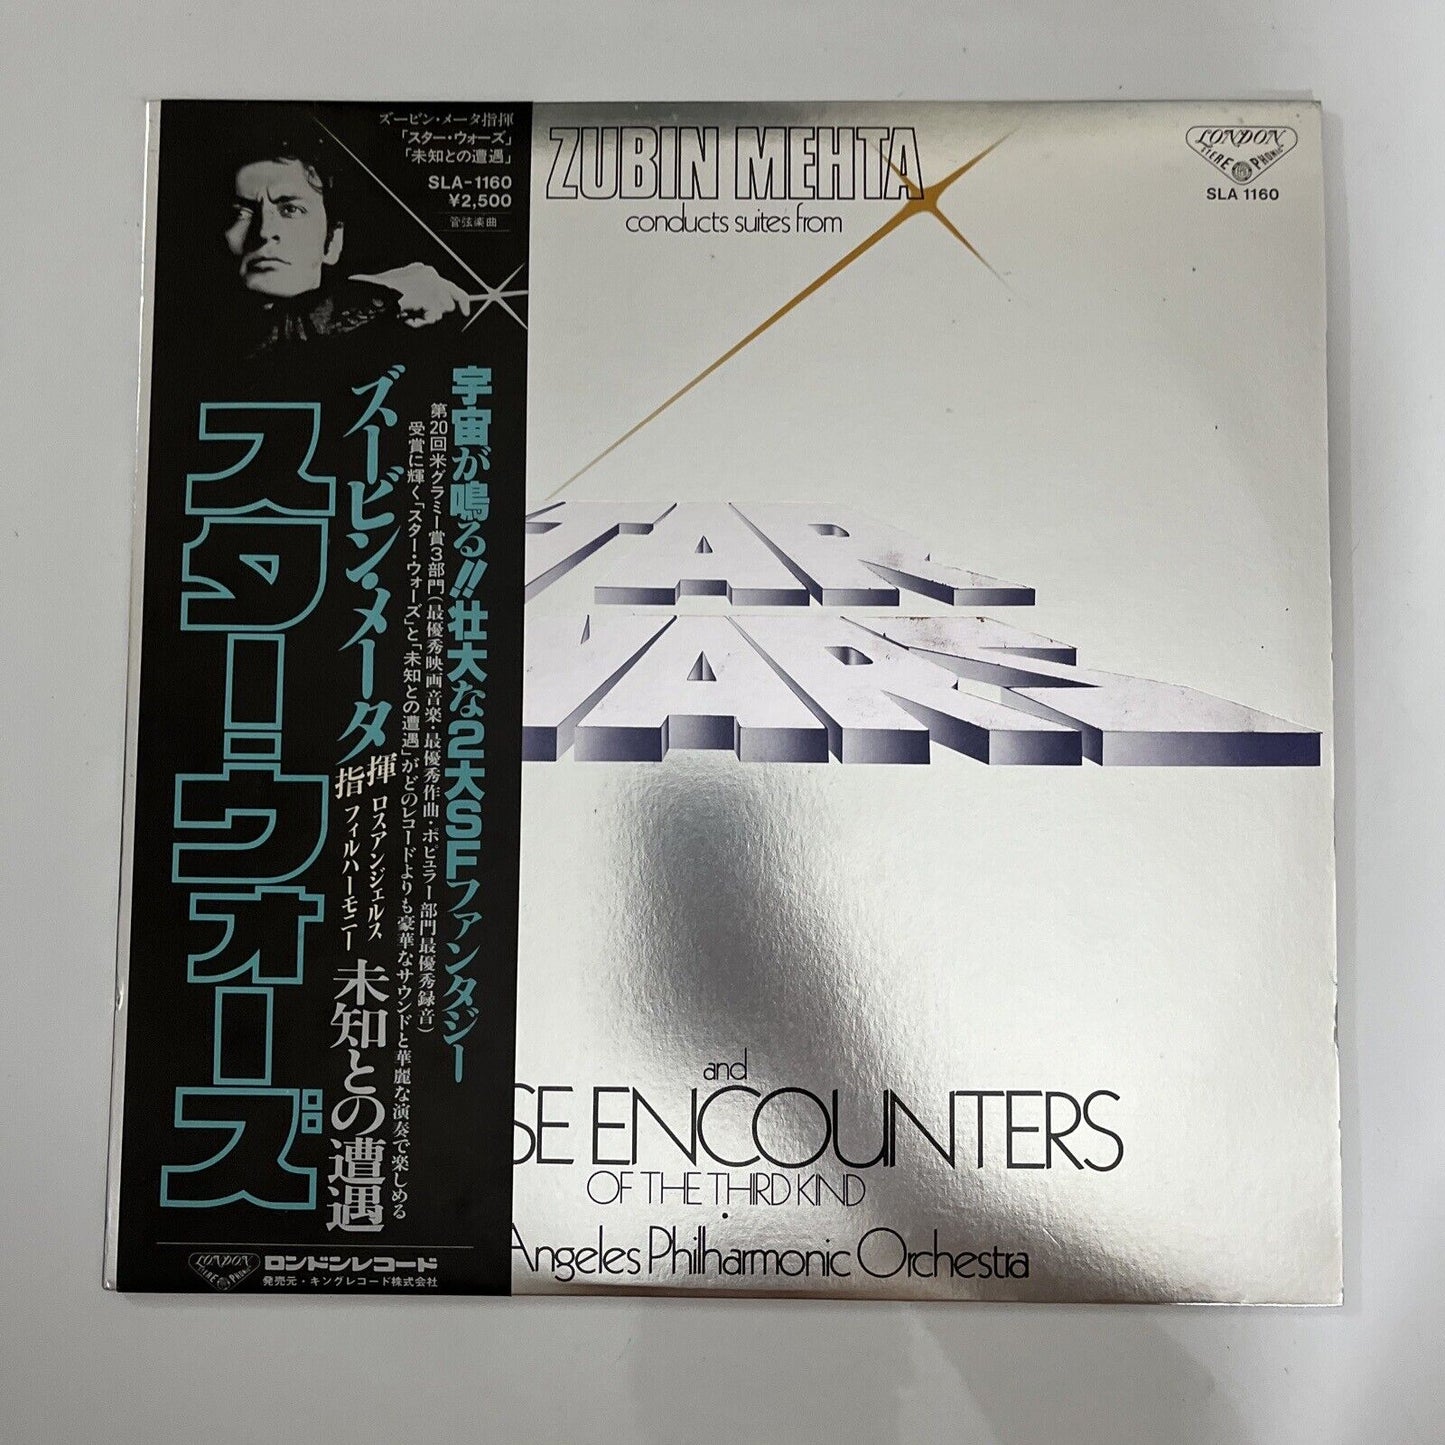 ズービン・メータ指揮
「スター・ウォーズ」
「未知との遭遇」
SLA-1160
¥2,500
管弦楽曲
宇宙が鳴る!!壮大な2大SFファンタジー
第20回米グラミー賞3部門(最優秀映画音楽・最優秀作曲・ポピュラー部門最優秀録音)
受賞に輝く「スター・ウォーズ」と「未知との遭遇」がどのレコードよりも豪華なサウンドと華麗な演奏で楽しめる
ズービン・メータ指揮
ロスアンジェルス
フィルハーモニー
未知との遭遇
スター・ウォーズ
LONDON
STEREO PHONIC
ロンドンレコード
発売元・キングレコード株式会社
ZUBIN MEHTA
conducts suites from
LONDON
STEREO PHONIC
SLA 1160
TAR
WARS
and
SE ENCOUNTERS
OF THE THIRD KIND
Angeles Philharmonic Orchestra